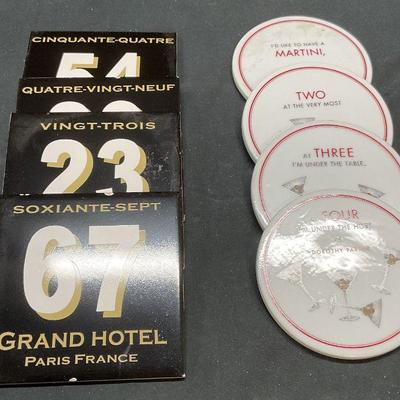 CINQUANTE-QUATRE
54
QUATRE-VINGT-NEUF
VINGT-TROIS
23
SOXIANTE-SEPT
67
GRAND HOTEL
PARIS FRANCE
I'D LIKE TO HAVE A
MARTINI,
TWO
AT THE VERY MOST
AT THREE
I'M UNDER THE TABLE,
FOUR
I'M UNDER THE HOST
DOROTHY